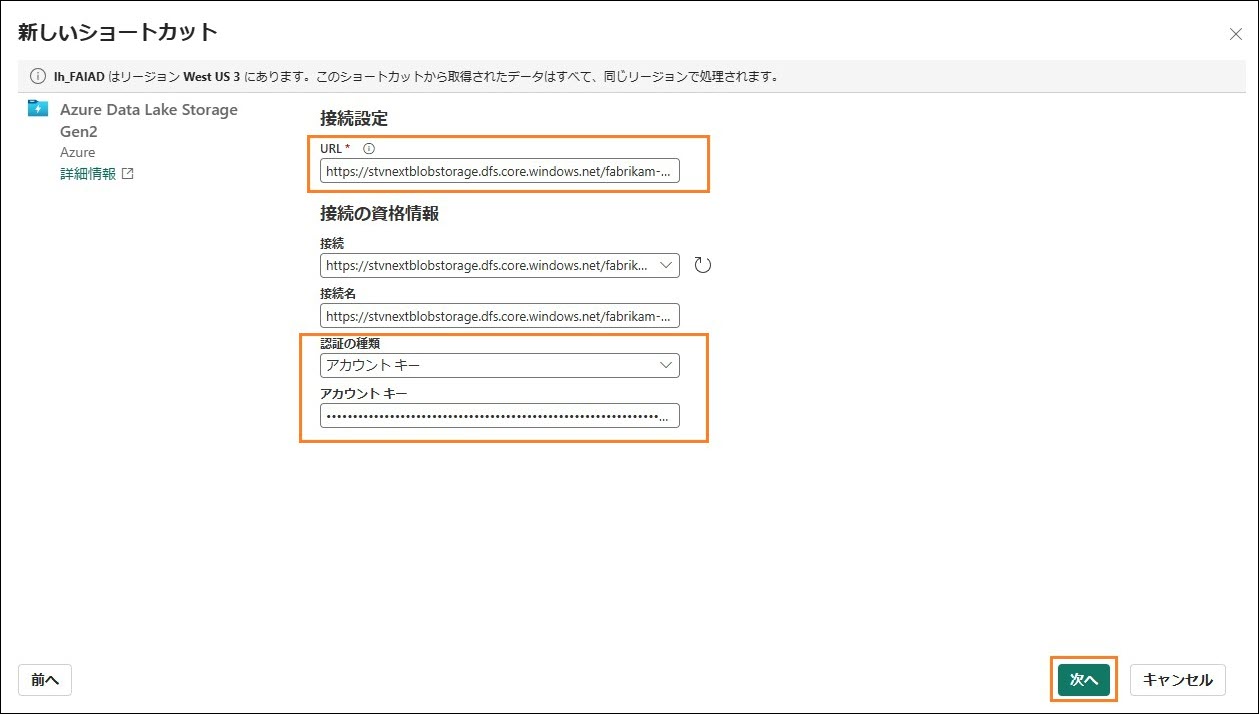 新しいショートカット
lh_FAIAD はリージョン West US 3 にあります。このショートカットから取得されたデータはすべて、同じリージョンで処理されます。
Azure Data Lake Storage
Gen2
Azure
詳細情報
接続設定
URL *
https://stvnextblobstorage.dfs.core.windows.net/fabrikam-...
接続の資格情報
接続
https://stvnextblobstorage.dfs.core.windows.net/fabrik...
接続名
https://stvnextblobstorage.dfs.core.windows.net/fabrikam-...
認証の種類
アカウント キー
アカウント キー
前へ
次へ
キャンセル